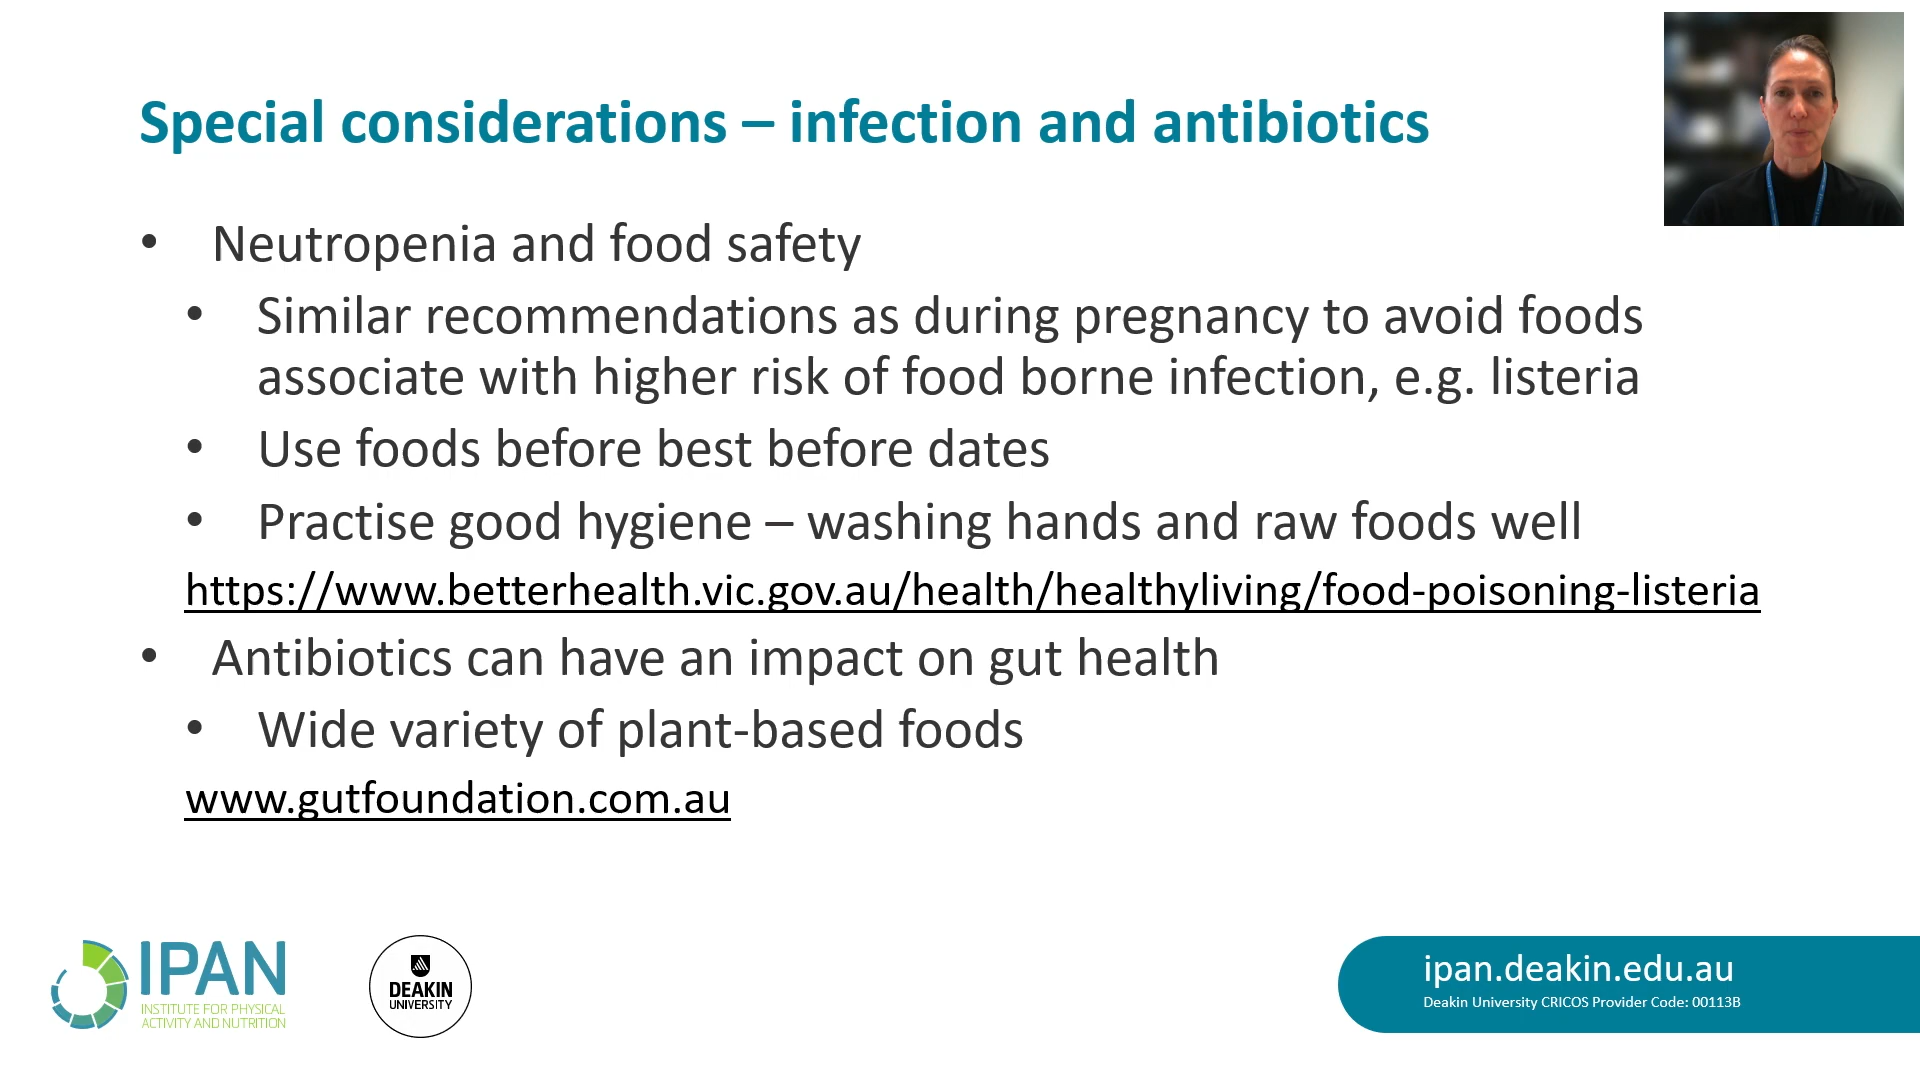 Special considerations – infection and antibiotics
• Neutropenia and food safety
• Similar recommendations as during pregnancy to avoid foods
associate with higher risk of food borne infection, e.g. listeria
• Use foods before best before dates
• Practise good hygiene – washing hands and raw foods well
https://www.betterhealth.vic.gov.au/health/healthyliving/food-poisoning-listeria
• Antibiotics can have an impact on gut health
• Wide variety of plant-based foods
www.gutfoundation.com.au
IPAN
INSTITUTE FOR PHYSICAL
ACTIVITY AND NUTRITION
DEAKIN
UNIVERSITY
ipan.deakin.edu.au
Deakin University CRICOS Provider Code: 00113B